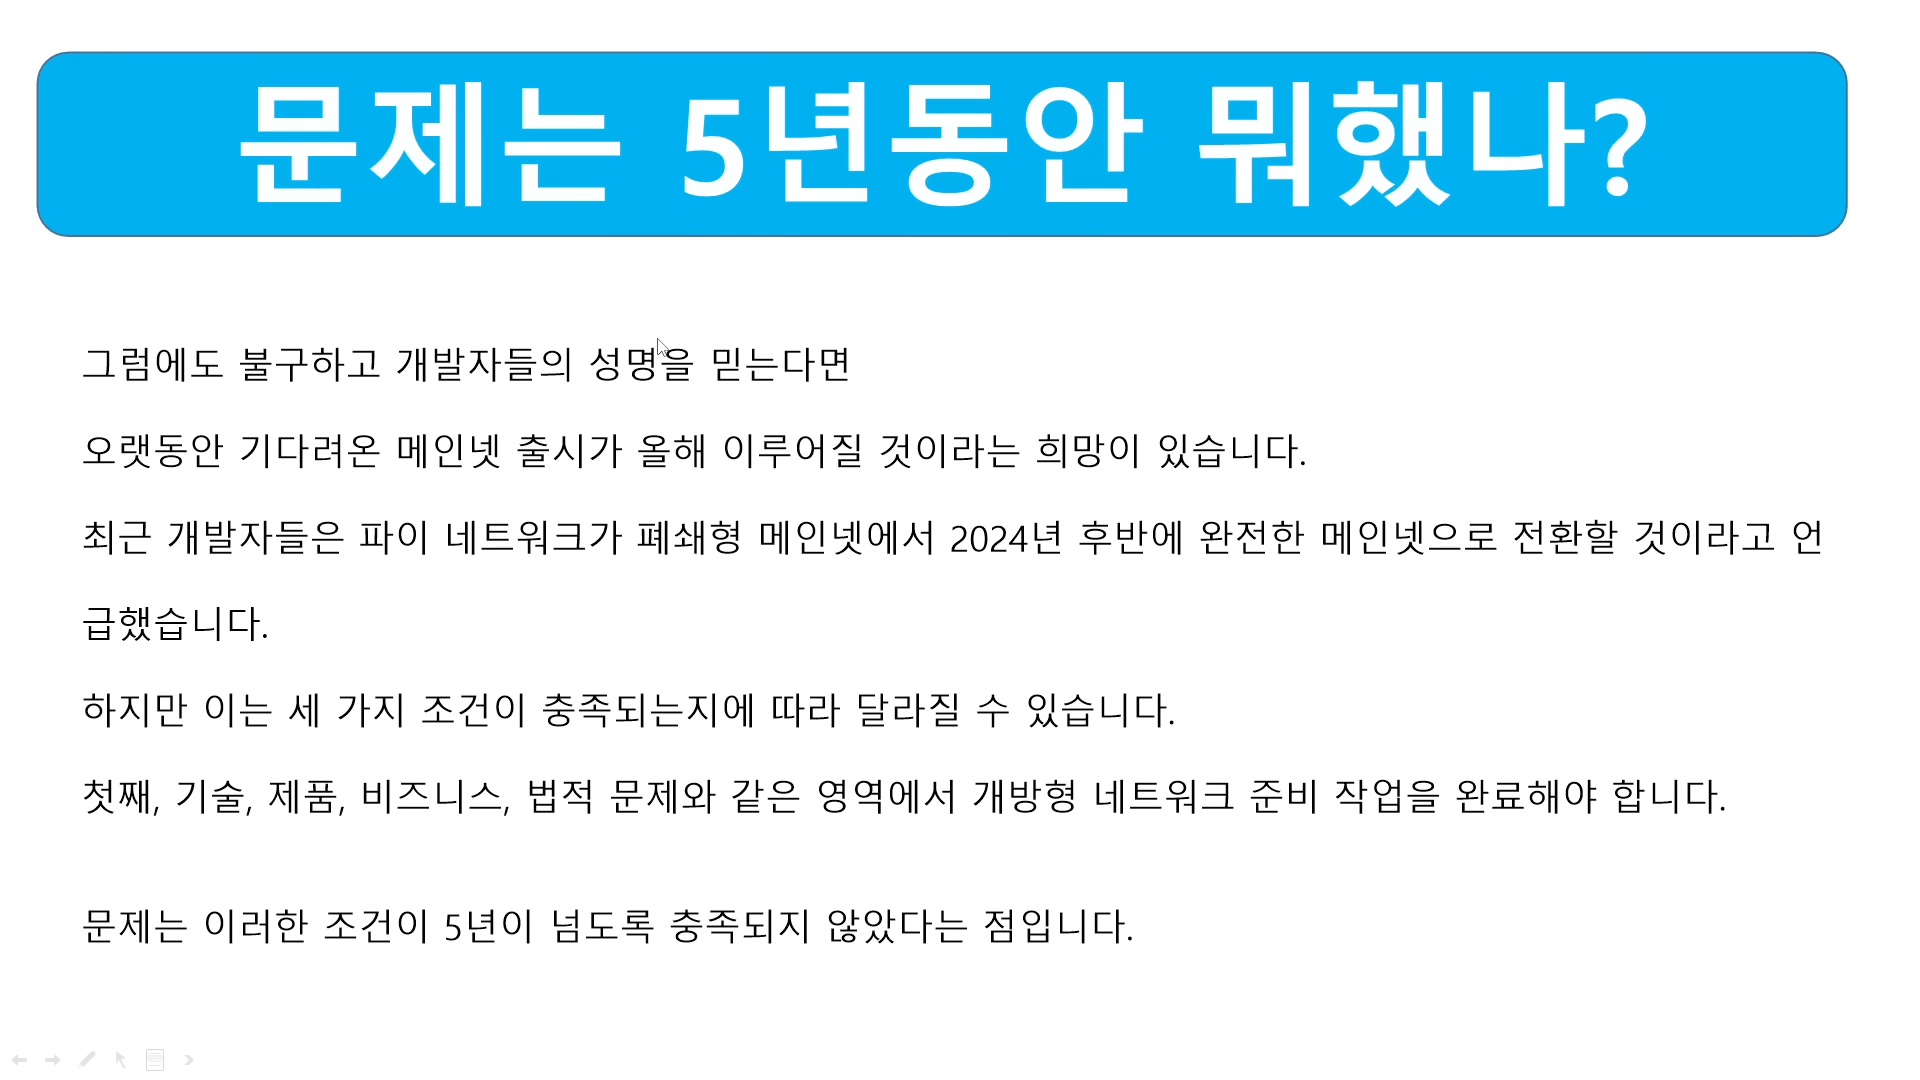 문제는 5년동안 뭐했나?
그럼에도 불구하고 개발자들의 성명을 믿는다면
오랫동안 기다려온 메인넷 출시가 올해 이루어질 것이라는 희망이 있습니다.
최근 개발자들은 파이 네트워크가 폐쇄형 메인넷에서 2024년 후반에 완전한 메인넷으로 전환할 것이라고 언
급했습니다.
하지만 이는 세 가지 조건이 충족되는지에 따라 달라질 수 있습니다.
첫째, 기술, 제품, 비즈니스, 법적 문제와 같은 영역에서 개방형 네트워크 준비 작업을 완료해야 합니다.
문제는 이러한 조건이 5년이 넘도록 충족되지 않았다는 점입니다.